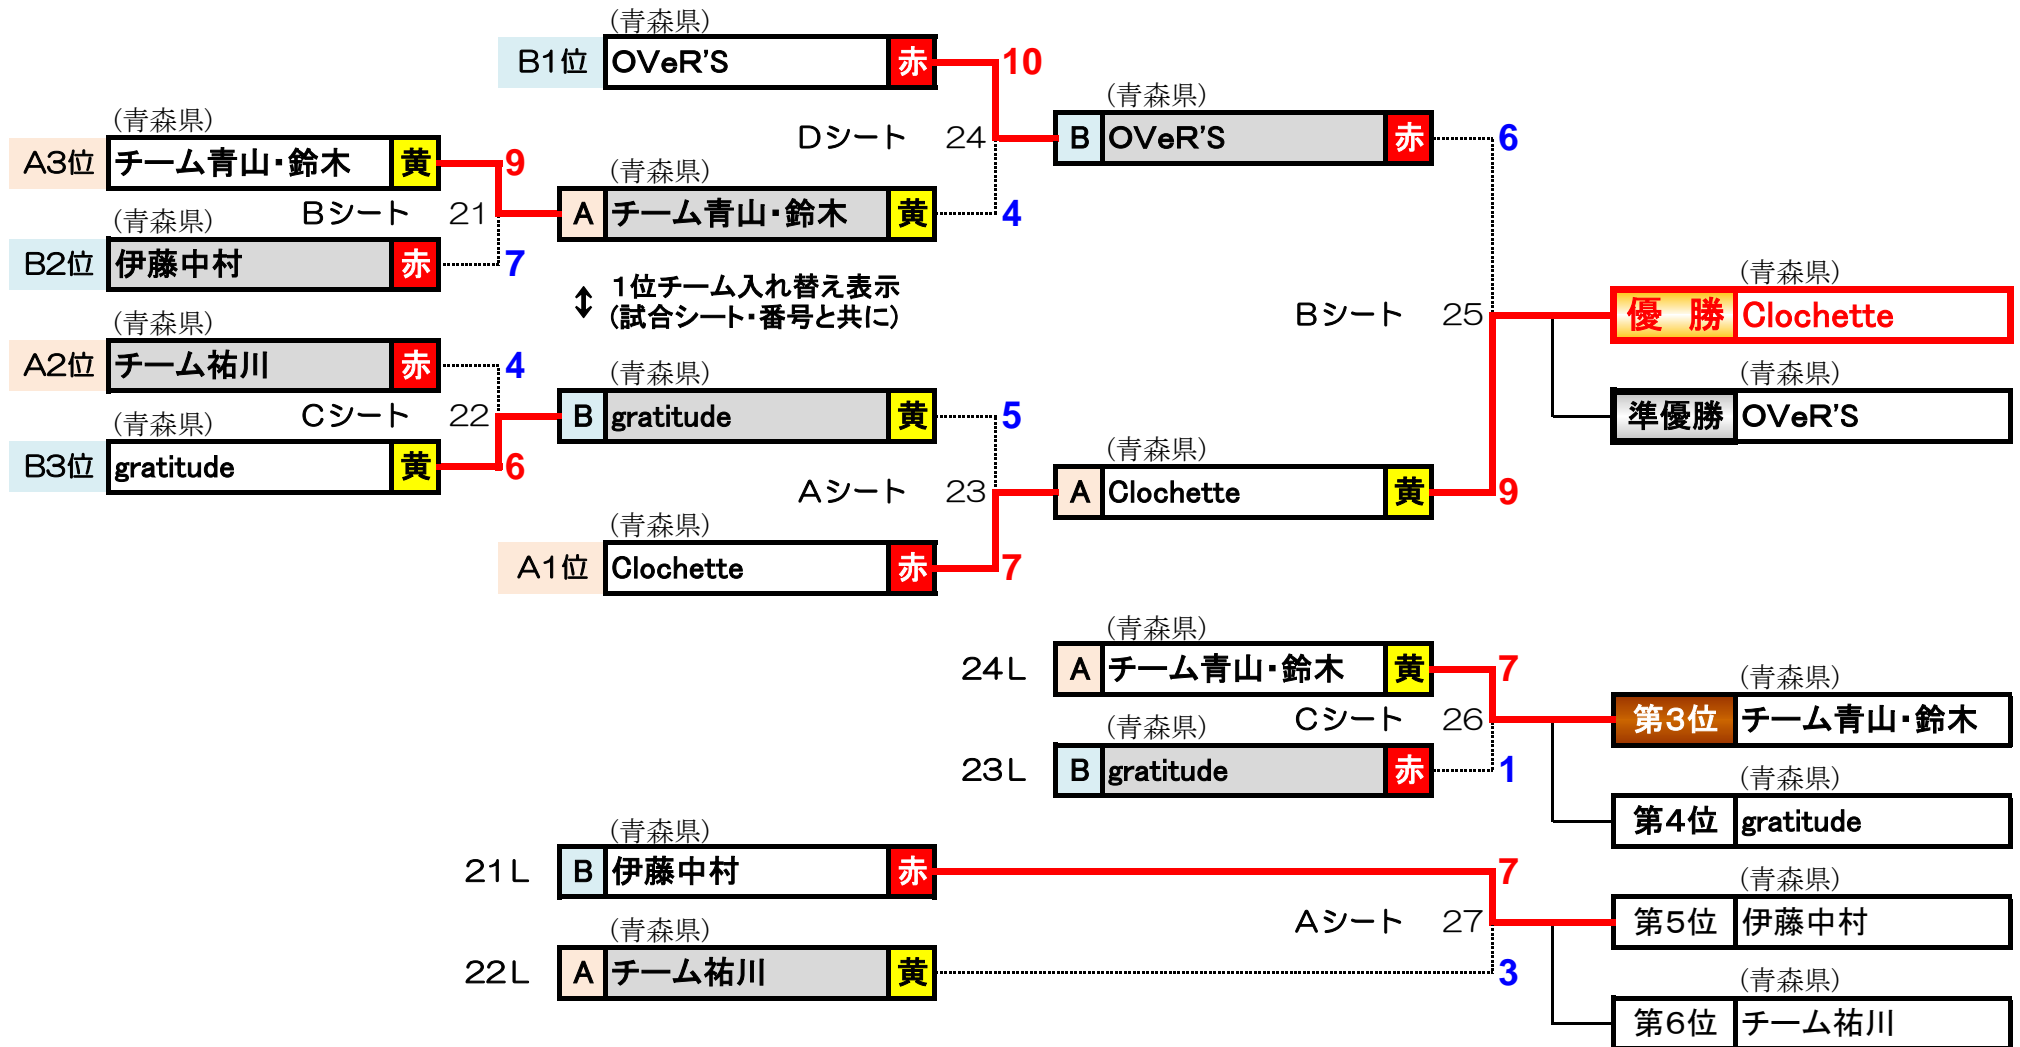 (青森県)
B1位 OVeR'S 赤 10
(青森県)
A3位 チーム青山・鈴木 黄 9
Dシート 24
(青森県)
B OVeR'S 赤 6
(青森県)
A チーム青山・鈴木 黄 4
Bシート 21
(青森県)
B2位 伊藤中村 赤 7
↕ 1位チーム入れ替え表示
(試合シート・番号と共に)
Bシート 25
(青森県)
優 勝 Clochette
(青森県)
準優勝 OVeR'S
(青森県)
A2位 チーム祐川 赤 4
Cシート 22
(青森県)
B gratitude 黄 5
(青森県)
B3位 gratitude 黄 6
Aシート 23
(青森県)
A Clochette 黄 9
(青森県)
A1位 Clochette 赤 7
(青森県)
24L A チーム青山・鈴木 黄 7
Cシート 26
(青森県)
23L B gratitude 赤 1
(青森県)
第3位 チーム青山・鈴木
(青森県)
第4位 gratitude
(青森県)
21L B 伊藤中村 赤 7
Aシート 27
(青森県)
22L A チーム祐川 黄 3
(青森県)
第5位 伊藤中村
(青森県)
第6位 チーム祐川